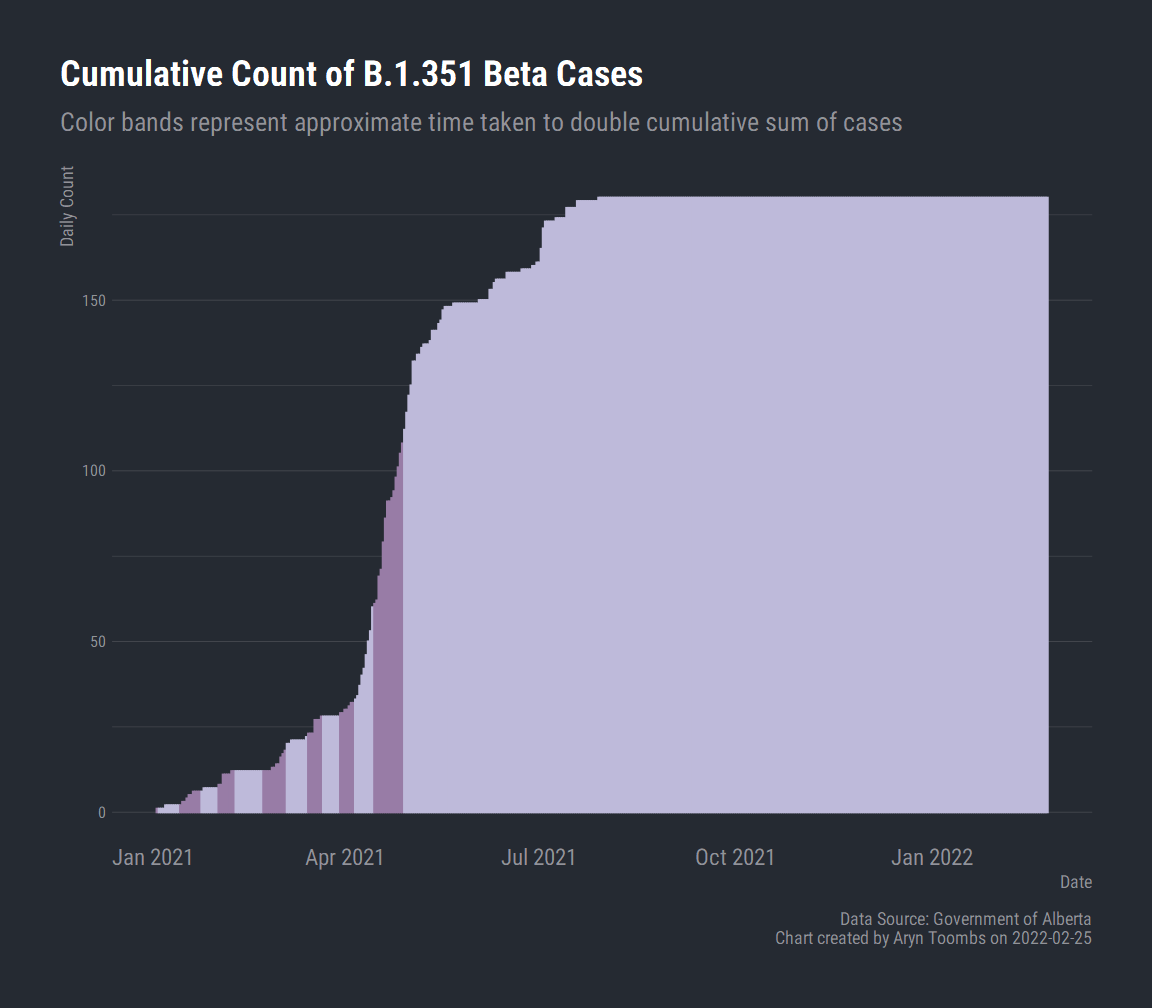 Cumulative Count of B.1.351 Beta Cases
Color bands represent approximate time taken to double cumulative sum of cases
Daily Count
150
100
50
0
Jan 2021 Apr 2021 Jul 2021 Oct 2021 Jan 2022
Date
Data Source: Government of Alberta
Chart created by Aryn Toombs on 2022-02-25